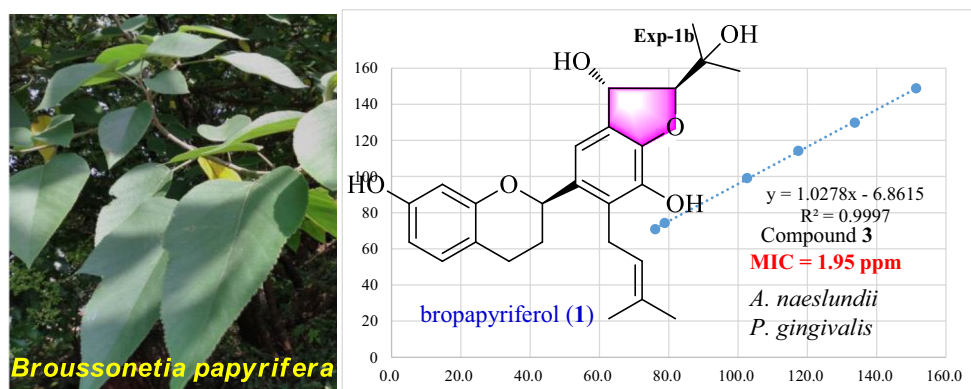 Broussonetia papyrifera
Exp-1b
OH
HO
O
HO
O
OH
160
140
120
100
80
60
40
20
0
0.0 20.0 40.0 60.0 80.0 100.0 120.0 140.0 160.0
y = 1.0278x - 6.8615
R² = 0.9997
Compound 3
MIC = 1.95 ppm
A. naeslundii
P. gingivalis
bropapyriferol (1)